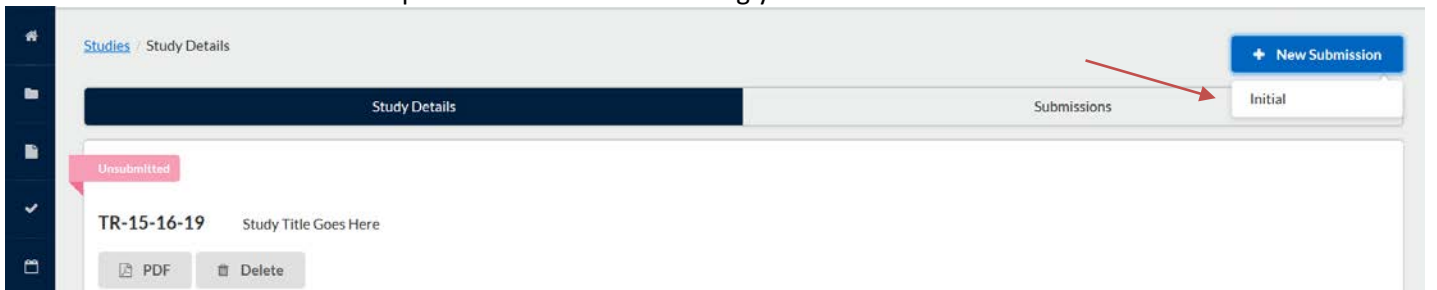 Studies / Study Details
+ New Submission
Initial
Study Details
Submissions
Unsubmitted
TR-15-16-19 Study Title Goes Here
PDF
Delete